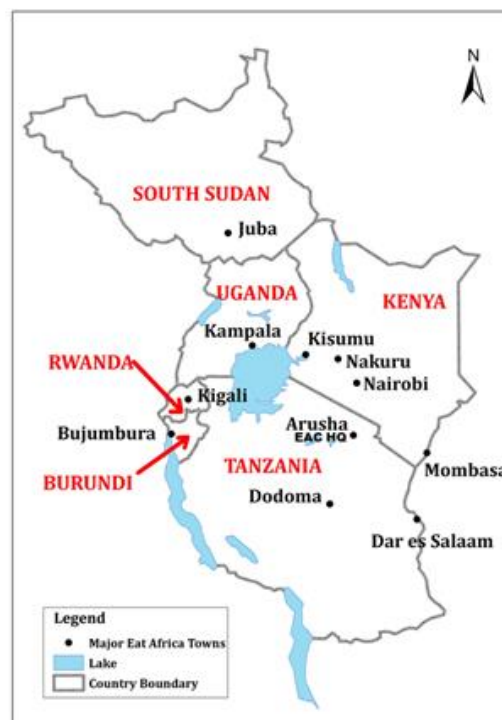 N
SOUTH SUDAN
Juba
UGANDA
KENYA
Kampala
Kisumu
Nakuru
Nairobi
RWANDA
Kigali
Bujumbura
Arusha
EAC HQ
TANZANIA
Mombasa
BURUNDI
Dodoma
Dar es Salaam
Legend
Major Eat Africa Towns
Lake
Country Boundary